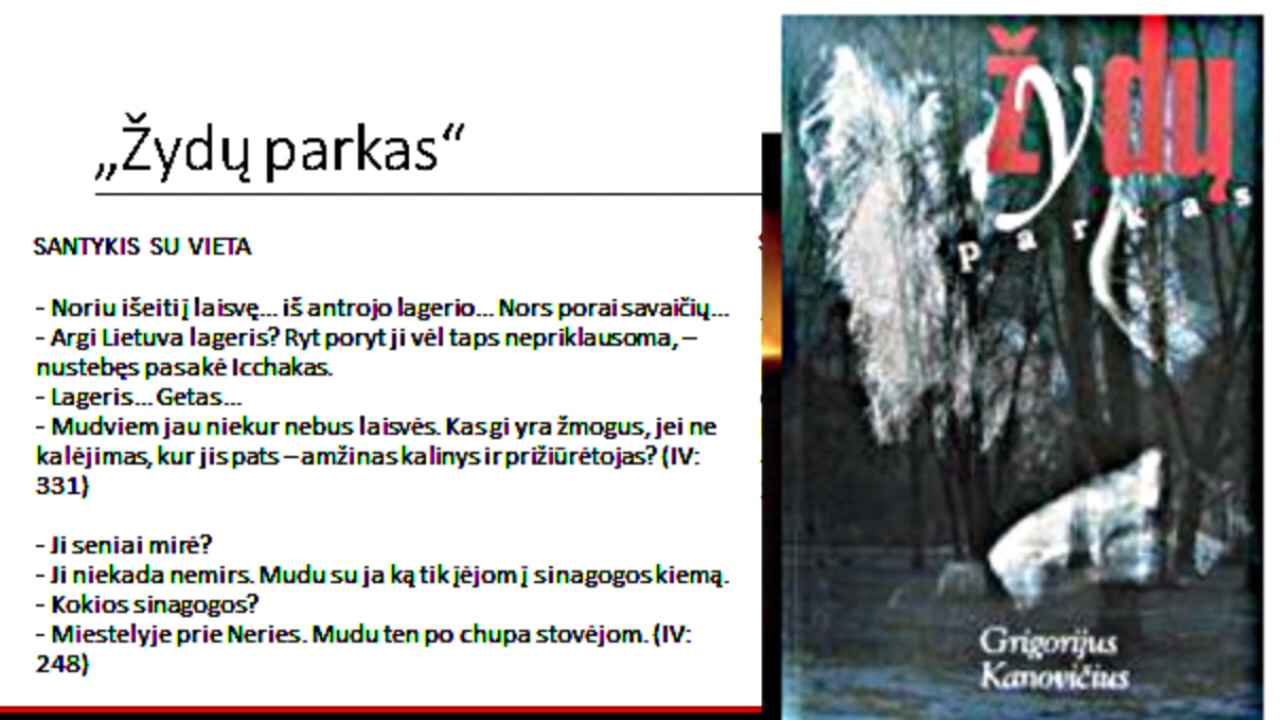 „Žydų parkas“
SANTYKIS SU VIETA
- Noriu išeiti į laisvę... iš antrojo lagerio... Nors porai savaičių...
- Argi Lietuva lageris? Ryt poryt ji vėl taps nepriklausoma, –
nustebęs pasakė Icchakas.
- Lageris... Getas...
- Mudviem jau niekur nebus laisvės. Kas gi yra žmogus, jei ne
kalėjimas, kur jis pats – amžinas kalinys ir prižiūrėtojas? (IV:
331)
- Ji seniai mirė?
- Ji niekada nemirs. Mudu su ja ką tik įėjom į sinagogos kiemą.
- Kokios sinagogos?
- Miestelyje prie Neries. Mudu ten po chupa stovėjom. (IV:
248)
žydų
parkas
Grigorijus
Kanovičius